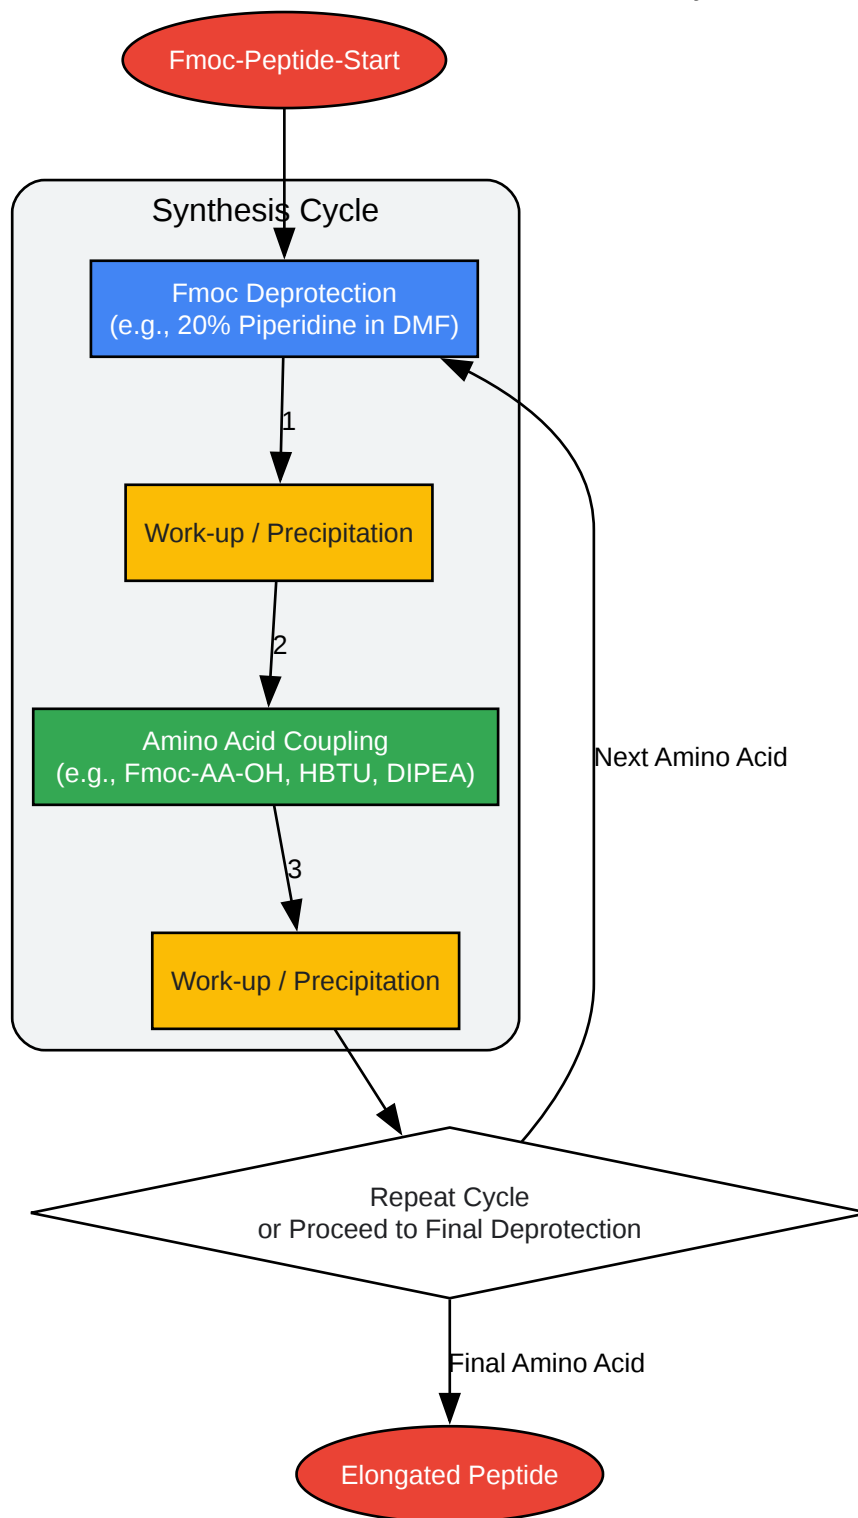 Fmoc-Peptide-Start
Synthesis Cycle
Fmoc Deprotection
(e.g., 20% Piperidine in DMF)
1
Work-up / Precipitation
2
Amino Acid Coupling
(e.g., Fmoc-AA-OH, HBTU, DIPEA)
Next Amino Acid
3
Work-up / Precipitation
Repeat Cycle
or Proceed to Final Deprotection
Final Amino Acid
Elongated Peptide